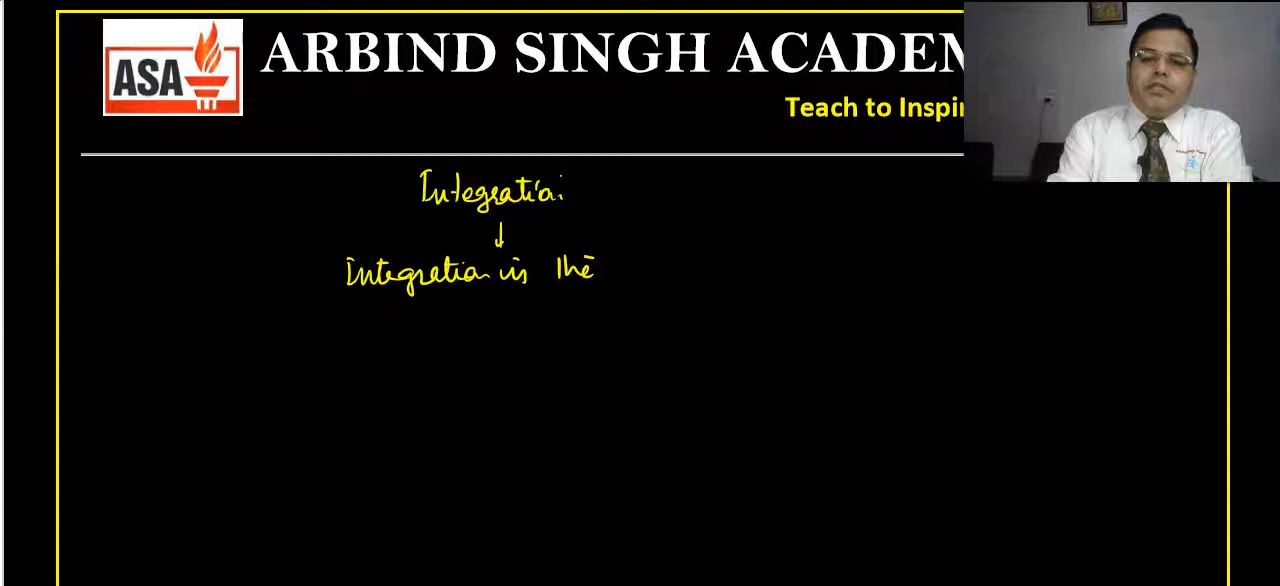 ASA
ARBIND SINGH ACADEM
Teach to Inspi
Integration
Integration is the